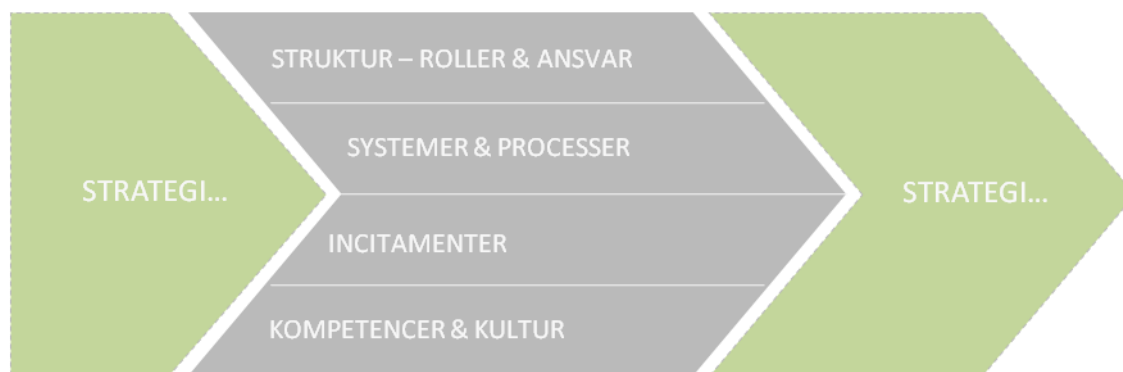 STRATEGI...
STRUKTUR – ROLLER & ANSVAR
SYSTEMER & PROCESSER
INCITAMENTER
KOMPETENCER & KULTUR
STRATEGI...